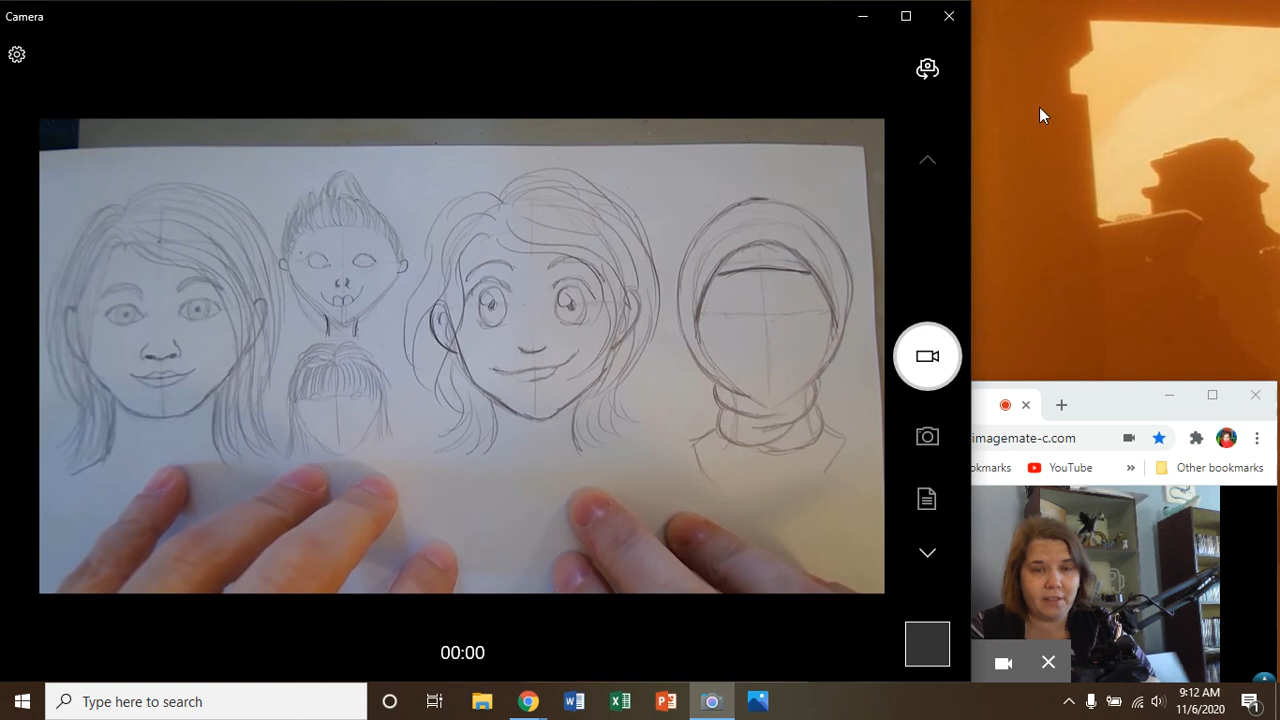 Camera
imagemate-c.com
okmarks
YouTube
»
Other bookmarks
00:00
Type here to search
9:12 AM
11/6/2020
1